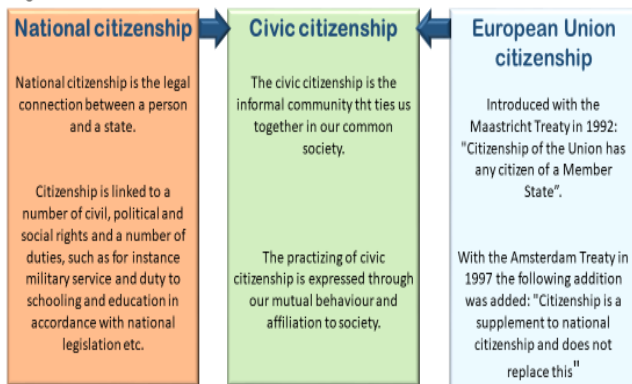 National citizenship
National citizenship is the legal
connection between a person
and a state.
Citizenship is linked to a
number of civil, political and
social rights and a number of
duties, such as for instance
military service and duty to
schooling and education in
accordance with national
legislation etc.
Civic citizenship
The civic citizenship is the
informal community tht ties us
together in our common
society.
The practizing of civic
citizenship is expressed through
our mutual behaviour and
affiliation to society.
European Union
citizenship
Introduced with the
Maastricht Treaty in 1992:
"Citizenship of the Union has
any citizen of a Member
State”.
With the Amsterdam Treaty in
1997 the following addition
was added: "Citizenship is a
supplement to national
citizenship and does not
replace this"